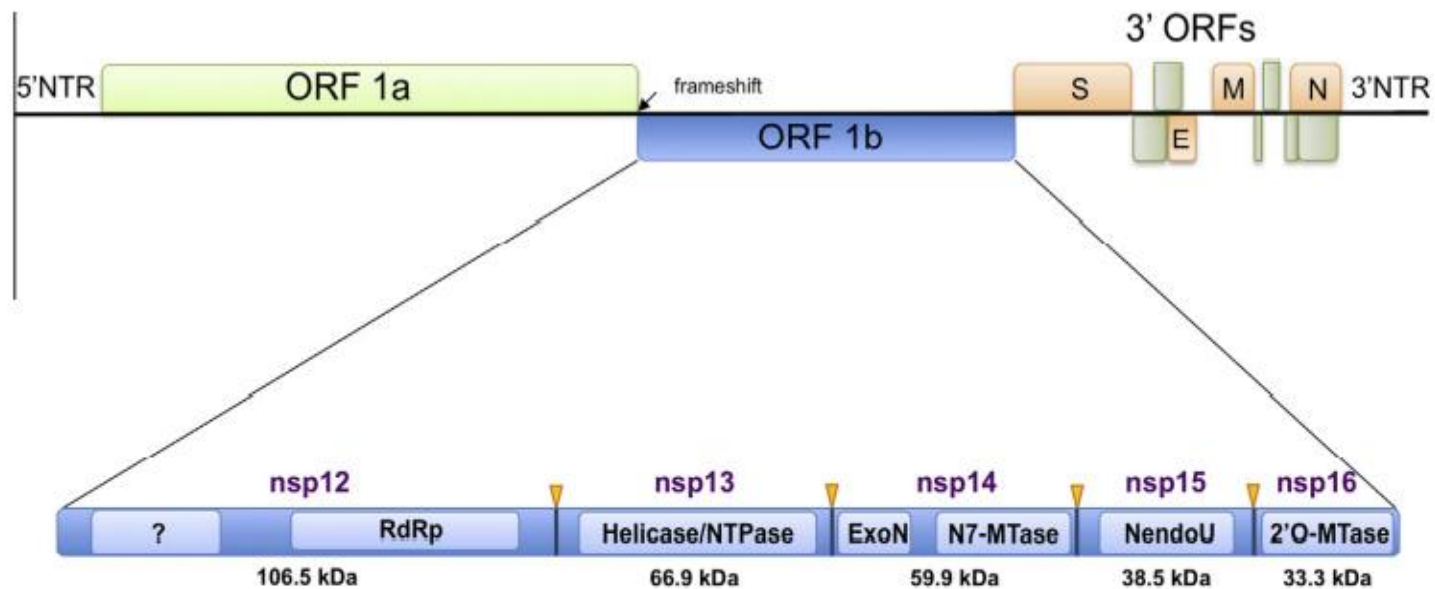 3’ ORFs
5’NTR ORF 1a frameshift S M N 3’NTR
ORF 1b E
nsp12 nsp13 nsp14 nsp15 nsp16
? RdRp Helicase/NTPase ExoN N7-MTase NendoU 2’O-MTase
106.5 kDa 66.9 kDa 59.9 kDa 38.5 kDa 33.3 kDa